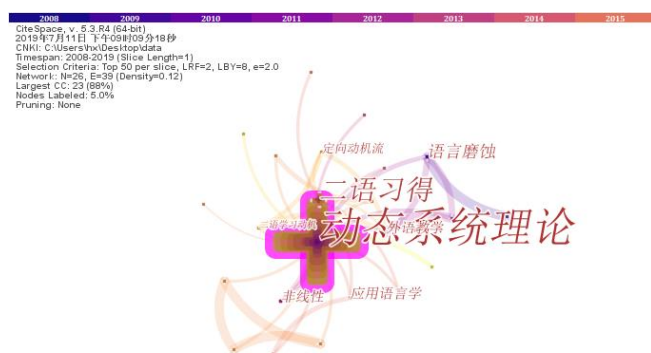 2008 2009 2010 2011 2012 2013 2014 2015
CiteSpace, v. 5.3.R4 (64-bit)
2019年7月11日 下午09时09分18秒
CNKI: C:\Users\hx\Desktop\data
Timespan: 2008-2019 (Slice Length=1)
Selection Criteria: Top 50 per slice, LRF=2, LBY=8, e=2.0
Network: N=26, E=39 (Density=0.12)
Largest CC: 23 (88%)
Nodes Labeled: 5.0%
Pruning: None
定向动机流
语言磨蚀
二语习得
动态系统理论
二语学习动机
外语教学
非线性
应用语言学